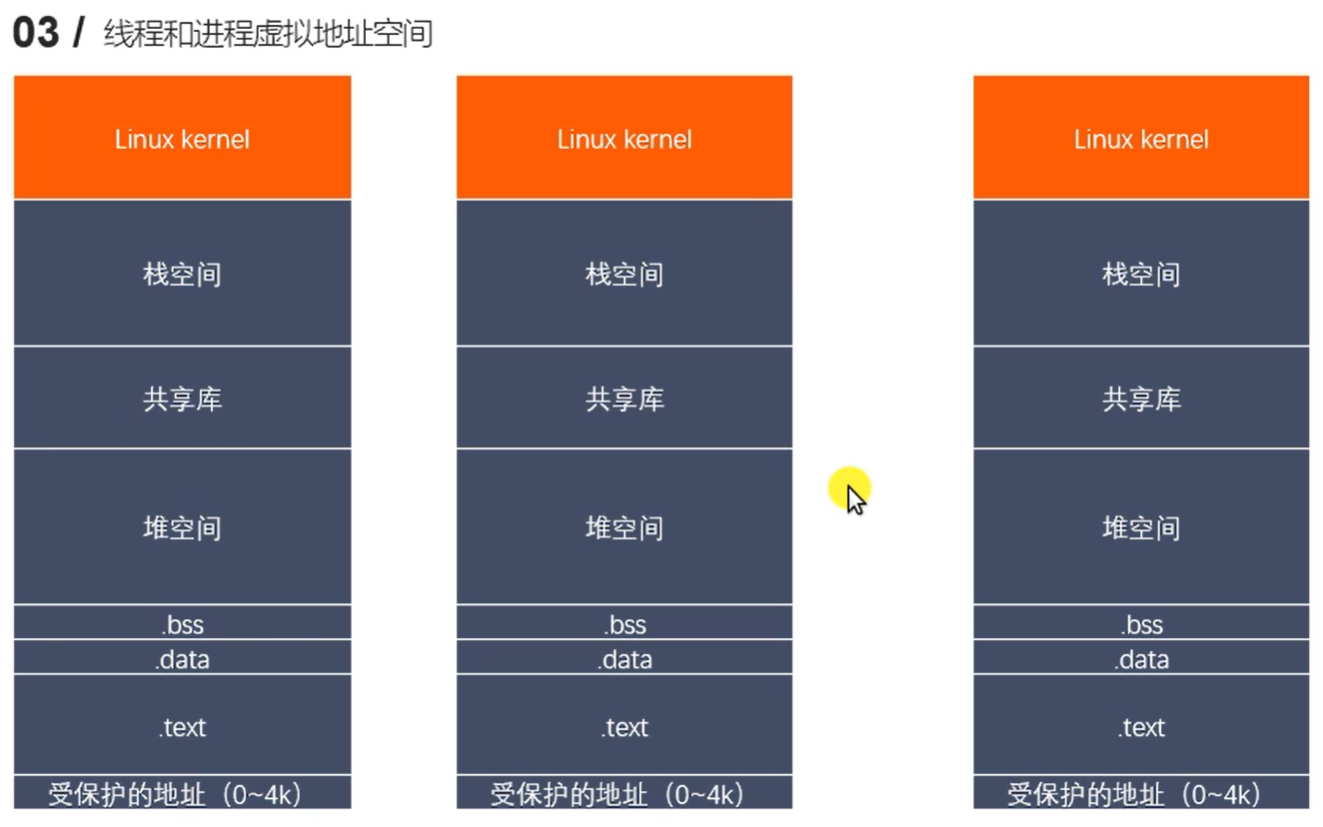 03 / 线程和进程虚拟地址空间
Linux kernel
栈空间
共享库
堆空间
.bss
.data
.text
受保护的地址（0~4k）
Linux kernel
栈空间
共享库
堆空间
.bss
.data
.text
受保护的地址（0~4k）
Linux kernel
栈空间
共享库
堆空间
.bss
.data
.text
受保护的地址（0~4k）